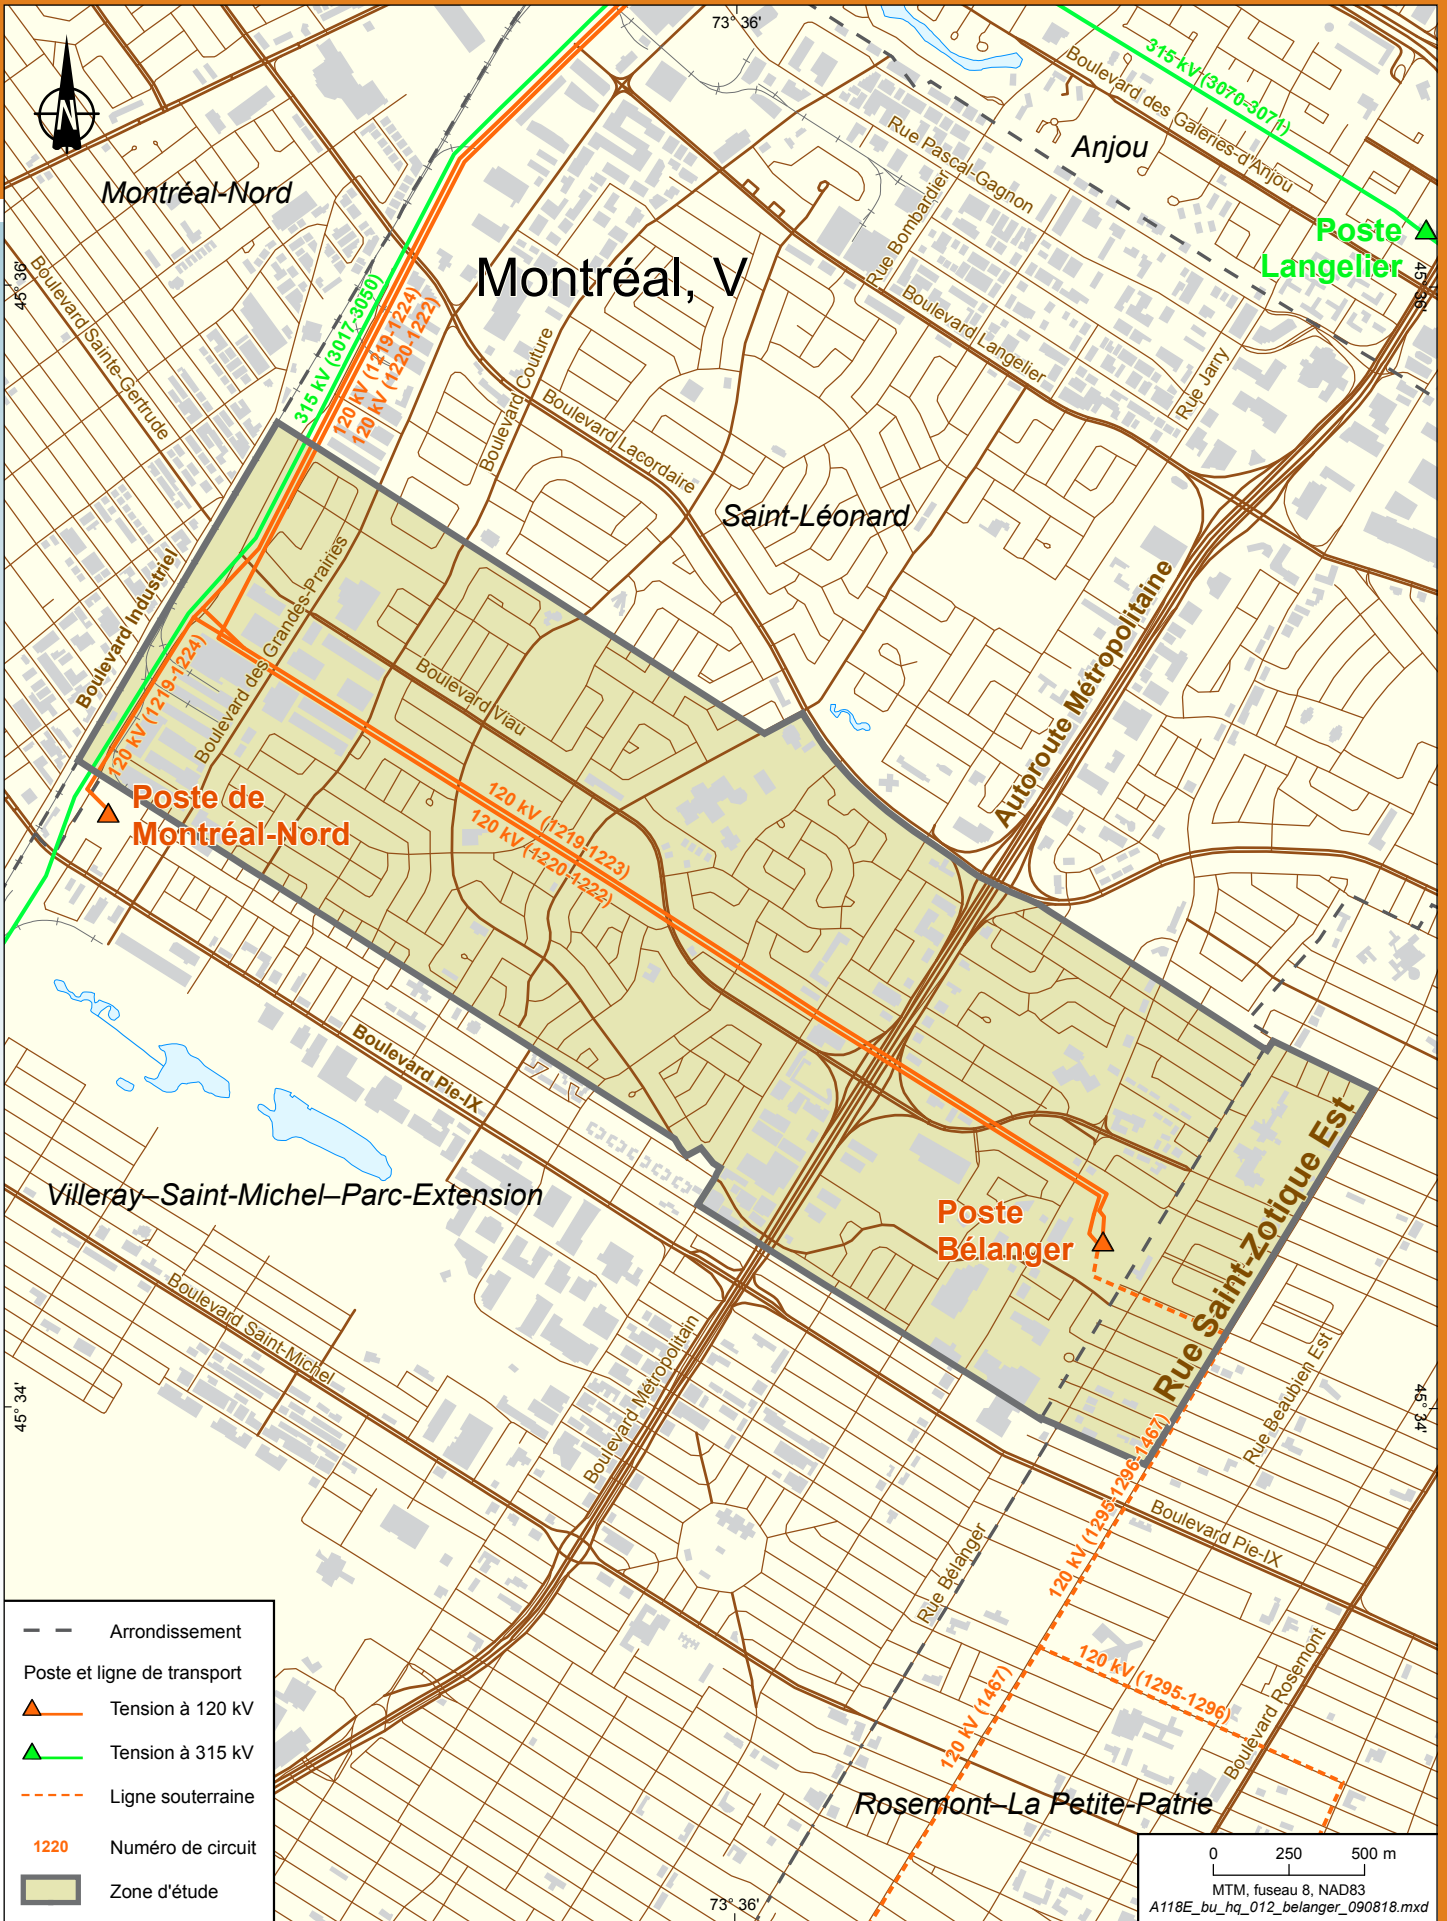 73° 36'
315 kV (3070-3071)
Boulevard des Galeries-d'Anjou
Anjou
Rue Pascal-Gagnon
Rue Bombardier
N
Montréal-Nord
Poste
Langelier
45° 36'
45° 36'
Montréal, V
Boulevard Sainte-Gertrude
315 kV (3017-3050)
120 kV (1219-1224)
120 kV (1220-1222)
Boulevard Langelier
Boulevard Couture
Rue Jarry
Boulevard Lacordaire
Saint-Léonard
Boulevard Industriel
Boulevard des Grandes-Prairies
Autoroute Métropolitaine
120 kV (1219-1224)
Boulevard Viau
Poste de
Montréal-Nord
120 kV (1219-1223)
120 kV (1220-1222)
Boulevard Pie-IX
Villeray–Saint-Michel–Parc-Extension
Poste
Bélanger
Rue Saint-Zotique Est
Boulevard Saint-Michel
Boulevard Métropolitain
Rue Beaubien Est
45° 34'
45° 34'
120 kV (1295-1296-1467)
Boulevard Pie-IX
Rue Bélanger
120 kV (1295-1296)
120 kV (1467)
Boulevard Rosemont
Rosemont–La Petite-Patrie
73° 36'
Arrondissement
Poste et ligne de transport
Tension à 120 kV
Tension à 315 kV
Ligne souterraine
1220 Numéro de circuit
Zone d'étude
0 250 500 m
MTM, fuseau 8, NAD83
A118E_bu_hq_012_belanger_090818.mxd